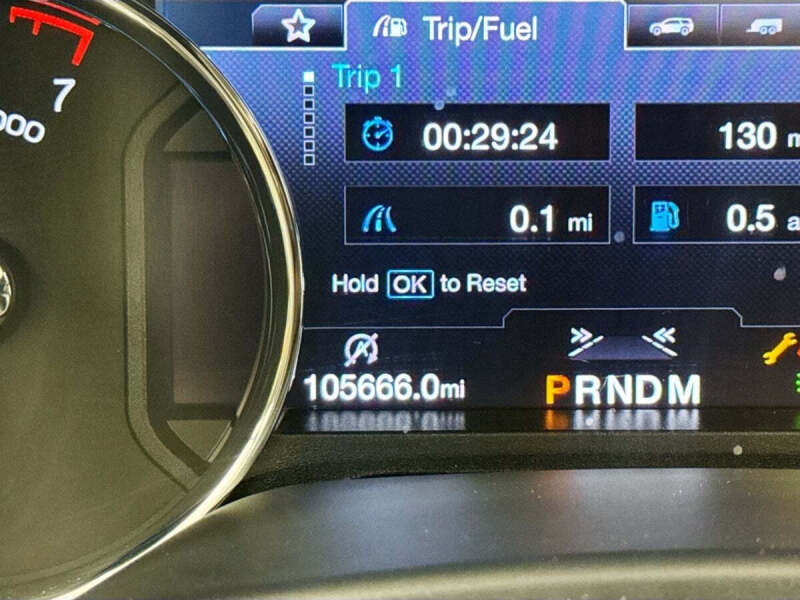 Trip/Fuel
7
Trip 1
00:29:24
130
0.1 mi
0.5
Hold OK to Reset
105666.0mi
PRNDM